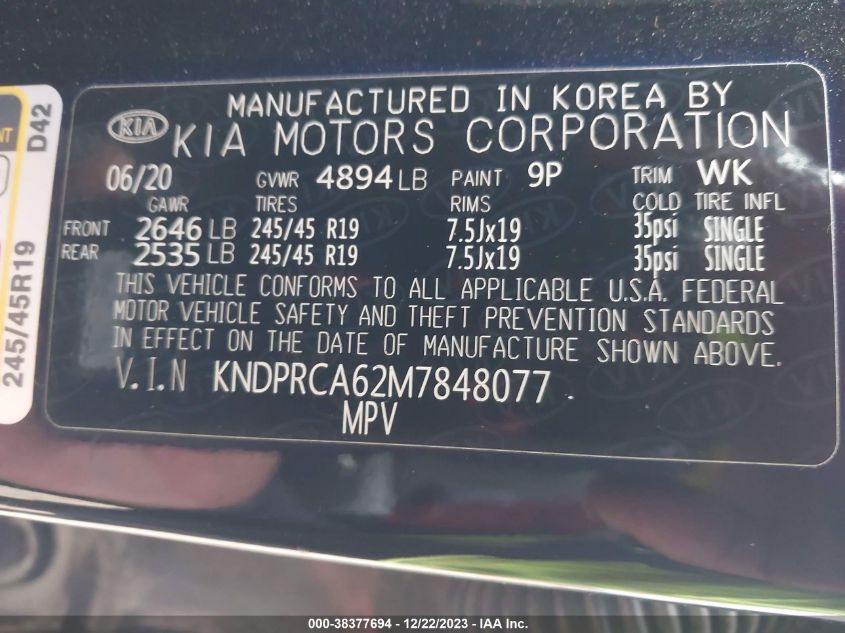 MANUFACTURED IN KOREA BY
KIA KIA MOTORS CORPORATION
06/20 GVWR 4894 LB PAINT 9P TRIM WK
GAWR TIRES RIMS COLD TIRE INFL
FRONT 2646 LB 245/45 R19 7.5Jx19 35psi SINGLE
REAR 2535 LB 245/45 R19 7.5Jx19 35psi SINGLE
THIS VEHICLE CONFORMS TO ALL APPLICABLE U.S.A. FEDERAL
MOTOR VEHICLE SAFETY AND THEFT PREVENTION STANDARDS
IN EFFECT ON THE DATE OF MANUFACTURE SHOWN ABOVE.
V.I.N KNDPRCA62M7848077
MPV
D42
245/45R19
000-38377694 - 12/22/2023 - IAA Inc.